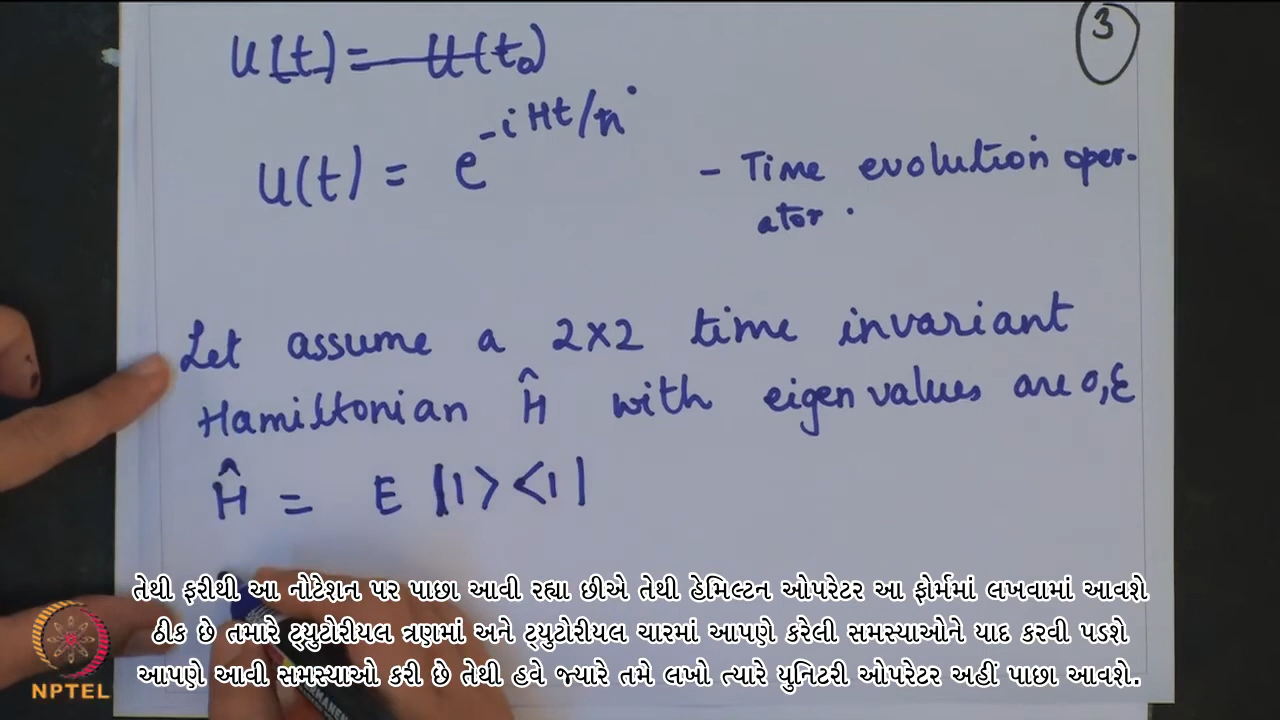 3
U(t) = U(t₀)
U(t) = e^{-iHt/ħ}
- Time evolution oper-
ator.
Let assume a 2x2 time invariant
Hamiltonian Ĥ with eigen values are 0,E
Ĥ = E |1><1|
તેથી ફરીથી આ નોટેશન પર પાછા આવી રહ્યા છીએ તેથી હેમિલ્ટન ઓપરેટર આ ફોર્મમાં લખવામાં આવશે
ઠીક છે તમારે ટ્યુટોરીયલ ત્રણમાં અને ટ્યુટોરીયલ ચારમાં આપણે કરેલી સમસ્યાઓને યાદ કરવી પડશે
આપણે આવી સમસ્યાઓ કરી છે તેથી હવે જ્યારે તમે લખો ત્યારે યુનિટરી ઓપરેટર અહીં પાછા આવશે.
NPTEL